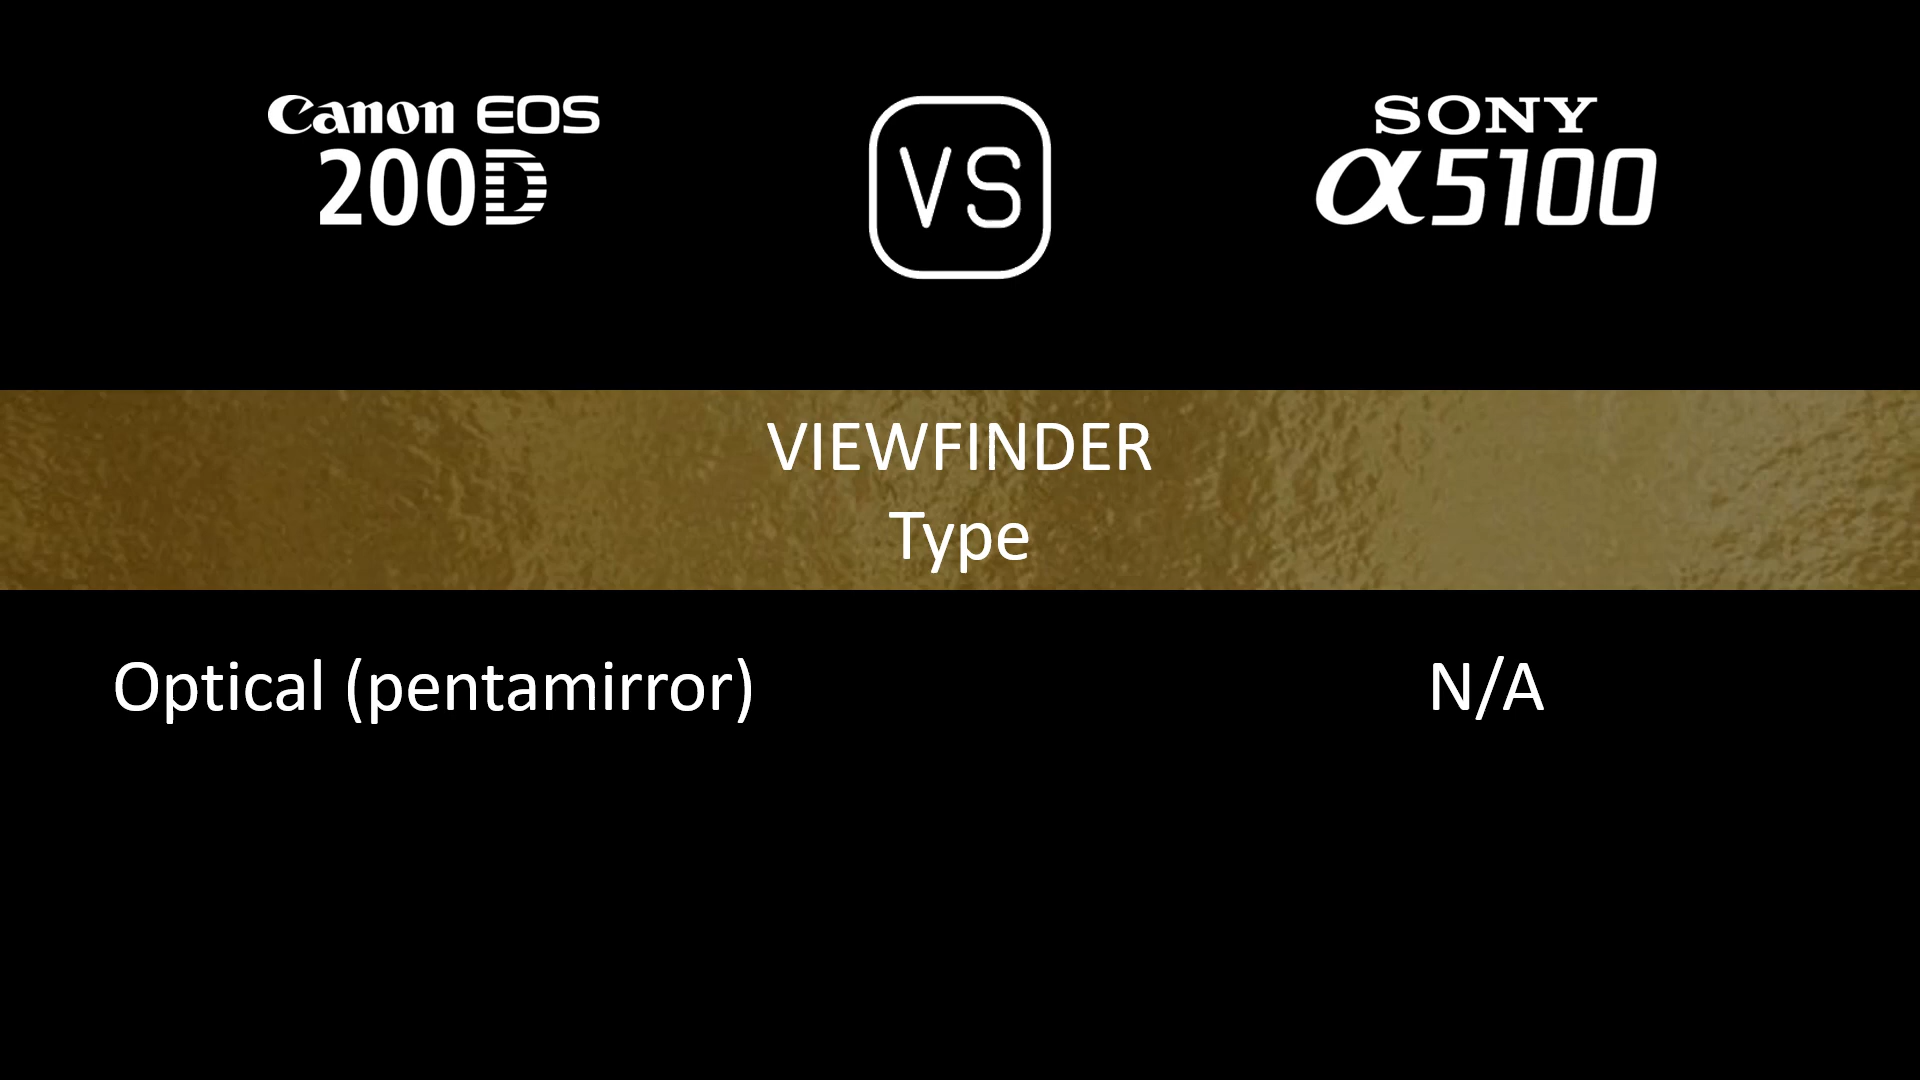 Canon EOS
200D
VS
SONY
α5100
VIEWFINDER
Type
Optical (pentamirror)
N/A